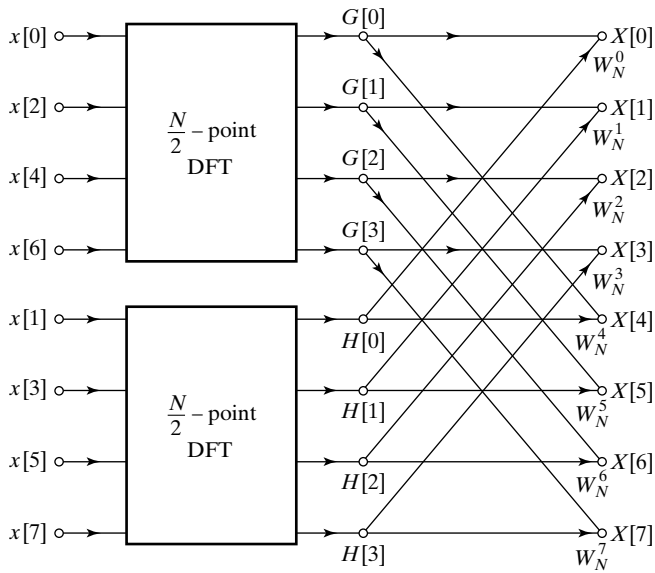 x[0]
x[2]
x[4]
x[6]
x[1]
x[3]
x[5]
x[7]
N/2 – point
DFT
N/2 – point
DFT
G[0]
G[1]
G[2]
G[3]
H[0]
H[1]
H[2]
H[3]
X[0]
W_N^0
X[1]
W_N^1
X[2]
W_N^2
X[3]
W_N^3
X[4]
W_N^4
X[5]
W_N^5
X[6]
W_N^6
X[7]
W_N^7